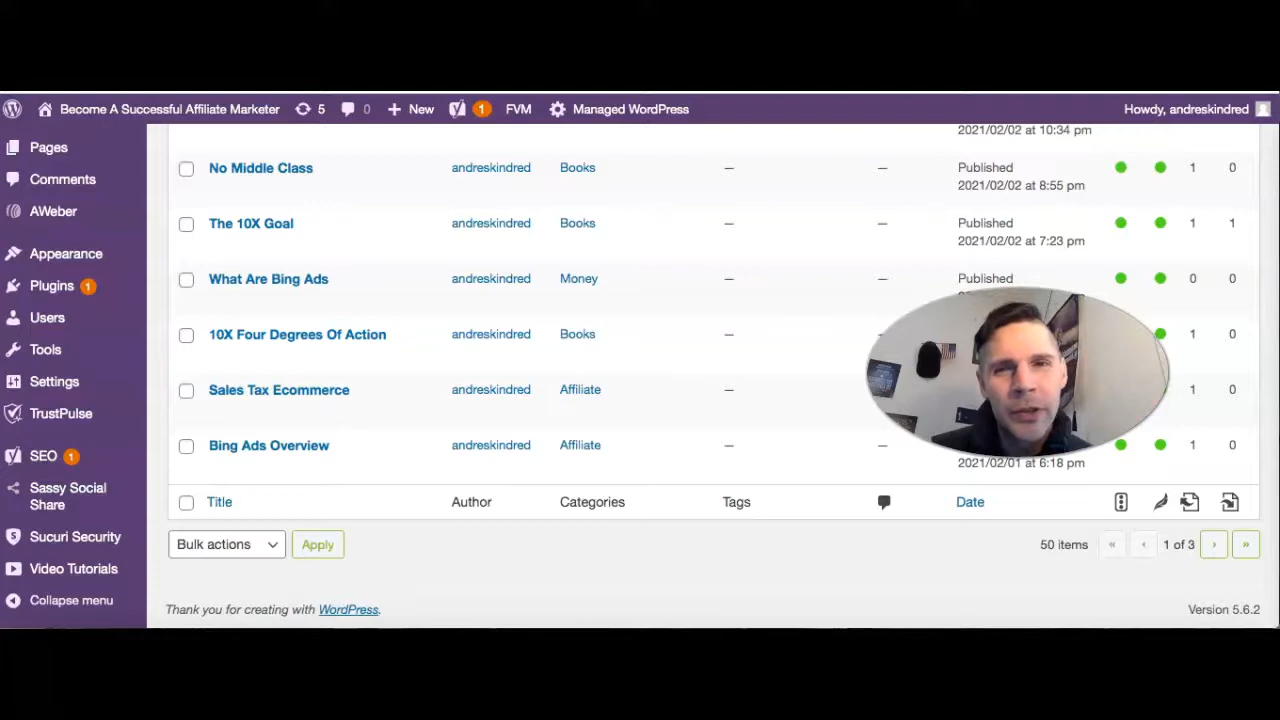 Become A Successful Affiliate Marketer 5 0 New 1 FVM Managed WordPress Howdy, andreskindred
Pages
Comments
AWeber
Appearance
Plugins 1
Users
Tools
Settings
TrustPulse
SEO 1
Sassy Social
Share
Sucuri Security
Video Tutorials
Collapse menu
2021/02/02 at 10:34 pm
No Middle Class andreskindred Books — — Published 1 0
2021/02/02 at 8:55 pm
The 10X Goal andreskindred Books — — Published 1 1
2021/02/02 at 7:23 pm
What Are Bing Ads andreskindred Money — — Published 0 0
10X Four Degrees Of Action andreskindred Books — 1 0
Sales Tax Ecommerce andreskindred Affiliate — 1 0
Bing Ads Overview andreskindred Affiliate — — 1 0
2021/02/01 at 6:18 pm
Title Author Categories Tags Date
Bulk actions Apply 50 items « ‹ 1 of 3 › »
Thank you for creating with WordPress. Version 5.6.2